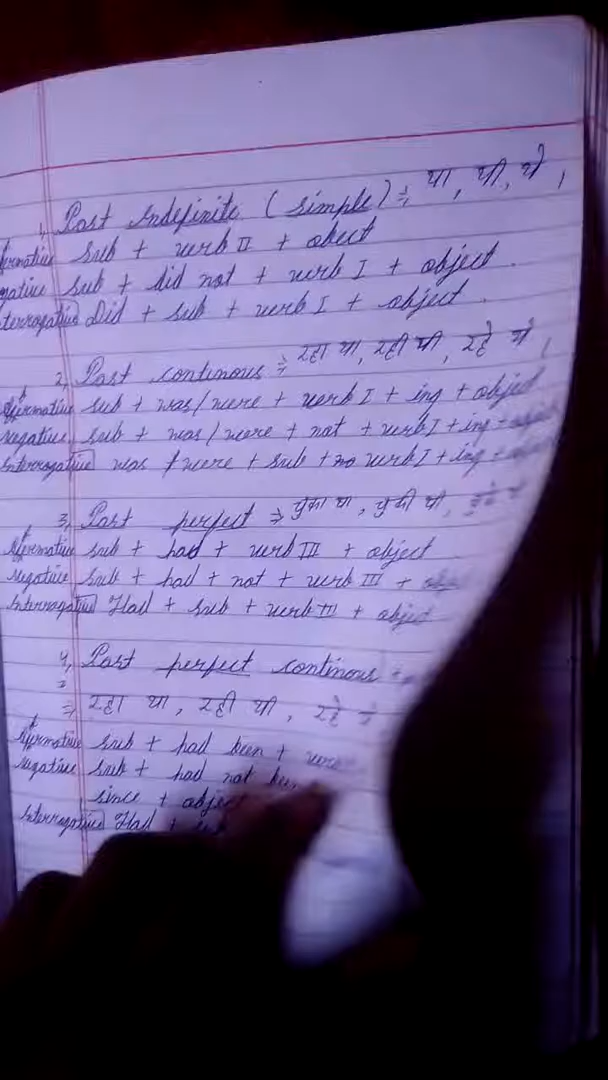 1, Past Indefinite (simple) ⇒ था, थी, थे,
sub + verb II + obect
sub + did not + verb I + object.
Did + sub + verb I + object.
2, Past continous ⇒ रहा था, रही थी, रहे थे,
Affirmative sub + was/were + verb I + ing + object
negative sub + was/were + not + verb I + ing + object
Interrogative was/were + sub + verb I + ing +
3, Past perfect ⇒ चुका था, चुकी थी, चुके थे
Affirmative sub + had + verb III + object
negative sub + had + not + verb III +
Interrogative Had + sub + verb III + object
4, Past perfect continous
⇒ रहा था, रही थी, रहे थे
Affirmative sub + had been +
negative sub + had not been
since + object
Interrogative Had + sub